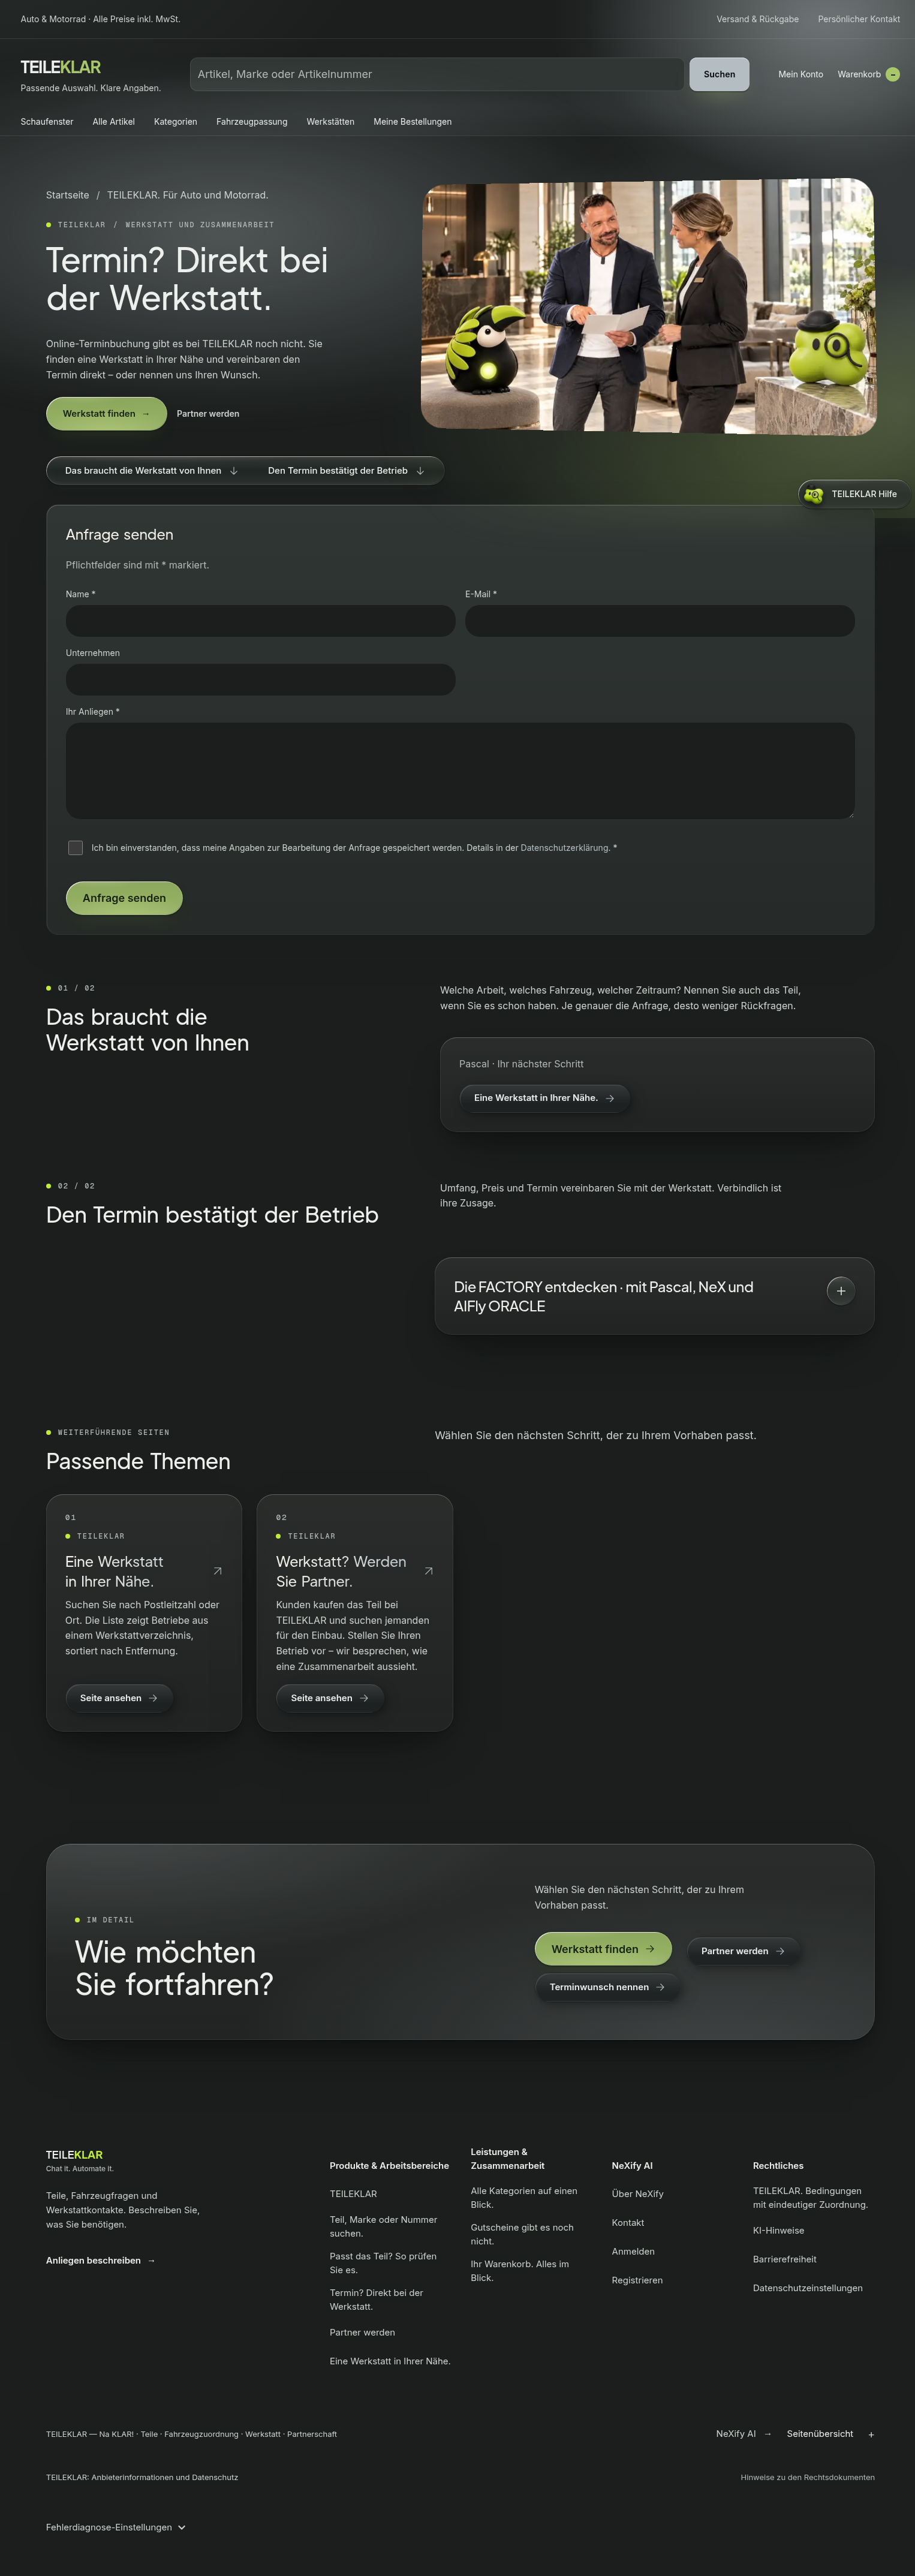 Auto & Motorrad · Alle Preise inkl. MwSt.
Versand & Rückgabe
Persönlicher Kontakt
TEILEKLAR
Passende Auswahl. Klare Angaben.
Artikel, Marke oder Artikelnummer
Suchen
Mein Konto
Warenkorb –
Schaufenster
Alle Artikel
Kategorien
Fahrzeugpassung
Werkstätten
Meine Bestellungen
Startseite / TEILEKLAR. Für Auto und Motorrad.
TEILEKLAR / WERKSTATT UND ZUSAMMENARBEIT
Termin? Direkt bei
der Werkstatt.
Online-Terminbuchung gibt es bei TEILEKLAR noch nicht. Sie
finden eine Werkstatt in Ihrer Nähe und vereinbaren den
Termin direkt – oder nennen uns Ihren Wunsch.
Werkstatt finden →
Partner werden
Das braucht die Werkstatt von Ihnen ↓
Den Termin bestätigt der Betrieb ↓
TEILEKLAR Hilfe
Anfrage senden
Pflichtfelder sind mit * markiert.
Name *
E-Mail *
Unternehmen
Ihr Anliegen *
Ich bin einverstanden, dass meine Angaben zur Bearbeitung der Anfrage gespeichert werden. Details in der Datenschutzerklärung. *
Anfrage senden
01 / 02
Das braucht die
Werkstatt von Ihnen
Welche Arbeit, welches Fahrzeug, welcher Zeitraum? Nennen Sie auch das Teil,
wenn Sie es schon haben. Je genauer die Anfrage, desto weniger Rückfragen.
Pascal · Ihr nächster Schritt
Eine Werkstatt in Ihrer Nähe. →
02 / 02
Den Termin bestätigt der Betrieb
Umfang, Preis und Termin vereinbaren Sie mit der Werkstatt. Verbindlich ist
ihre Zusage.
Die FACTORY entdecken · mit Pascal, NeX und
AIFly ORACLE
+
WEITERFÜHRENDE SEITEN
Passende Themen
Wählen Sie den nächsten Schritt, der zu Ihrem Vorhaben passt.
01
TEILEKLAR
Eine Werkstatt
in Ihrer Nähe.
Suchen Sie nach Postleitzahl oder
Ort. Die Liste zeigt Betriebe aus
einem Werkstattverzeichnis,
sortiert nach Entfernung.
Seite ansehen →
02
TEILEKLAR
Werkstatt? Werden
Sie Partner.
Kunden kaufen das Teil bei
TEILEKLAR und suchen jemanden
für den Einbau. Stellen Sie Ihren
Betrieb vor – wir besprechen, wie
eine Zusammenarbeit aussieht.
Seite ansehen →
IM DETAIL
Wie möchten
Sie fortfahren?
Wählen Sie den nächsten Schritt, der zu Ihrem
Vorhaben passt.
Werkstatt finden →
Partner werden →
Terminwunsch nennen →
TEILEKLAR
Chat it. Automate it.
Teile, Fahrzeugfragen und
Werkstattkontakte. Beschreiben Sie,
was Sie benötigen.
Anliegen beschreiben →
Produkte & Arbeitsbereiche
TEILEKLAR
Teil, Marke oder Nummer
suchen.
Passt das Teil? So prüfen
Sie es.
Termin? Direkt bei der
Werkstatt.
Partner werden
Eine Werkstatt in Ihrer Nähe.
Leistungen &
Zusammenarbeit
Alle Kategorien auf einen
Blick.
Gutscheine gibt es noch
nicht.
Ihr Warenkorb. Alles im
Blick.
NeXify AI
Über NeXify
Kontakt
Anmelden
Registrieren
Rechtliches
TEILEKLAR. Bedingungen
mit eindeutiger Zuordnung.
KI-Hinweise
Barrierefreiheit
Datenschutzeinstellungen
TEILEKLAR — Na KLAR! · Teile · Fahrzeugzuordnung · Werkstatt · Partnerschaft
NeXify AI →
Seitenübersicht +
TEILEKLAR: Anbieterinformationen und Datenschutz
Hinweise zu den Rechtsdokumenten
Fehlerdiagnose-Einstellungen